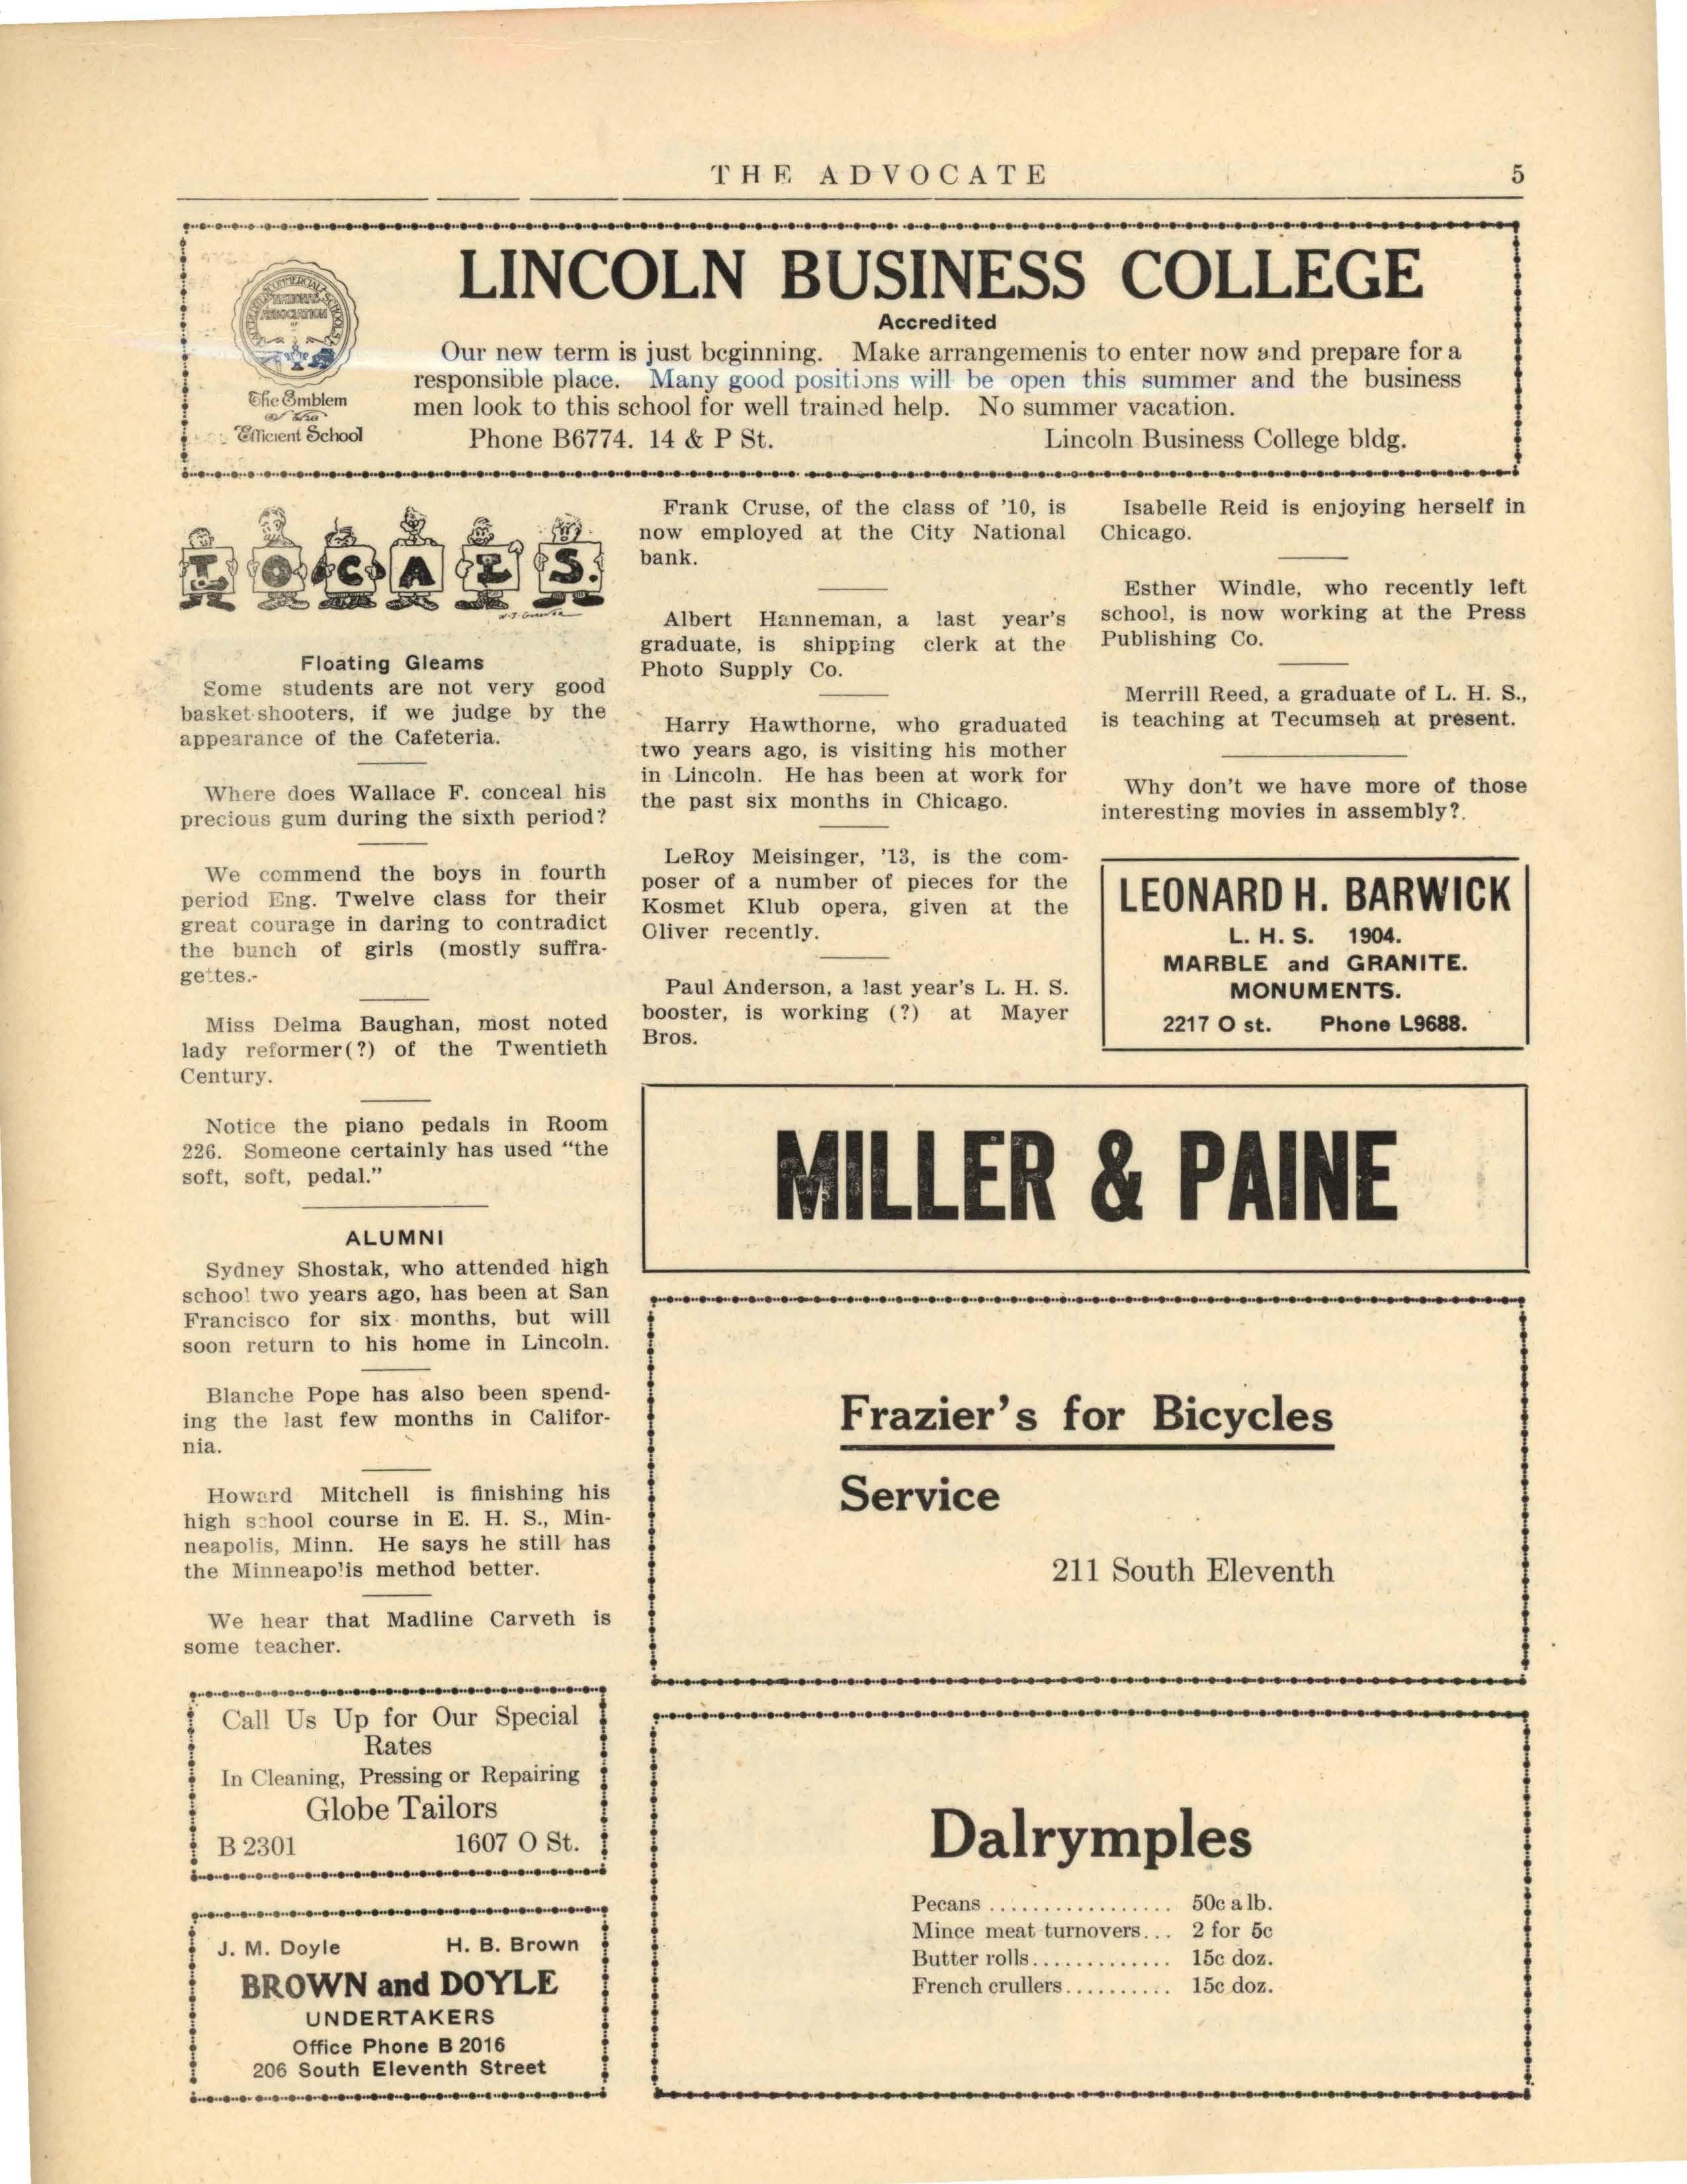 THE ADVOCATE
5
LINCOLN BUSINESS COLLEGE
Accredited
Our new term is just beginning. Make arrangemenis to enter now and prepare for a
responsible place. Many good positions will be open this summer and the business
men look to this school for well trained help. No summer vacation.
Phone B6774. 14 & P St. Lincoln Business College bldg.
NATIONAL
ASSOCIATION
The Emblem
Efficient School
LOCALS.
Floating Gleams
Some students are not very good
basket shooters, if we judge by the
appearance of the Cafeteria.
Where does Wallace F. conceal his
precious gum during the sixth period?
We commend the boys in fourth
period Eng. Twelve class for their
great courage in daring to contradict
the bunch of girls (mostly suffra-
gettes.-
Miss Delma Baughan, most noted
lady reformer(?) of the Twentieth
Century.
Notice the piano pedals in Room
226. Someone certainly has used "the
soft, soft, pedal."
ALUMNI
Sydney Shostak, who attended high
school two years ago, has been at San
Francisco for six months, but will
soon return to his home in Lincoln.
Blanche Pope has also been spend-
ing the last few months in Califor-
nia.
Howard Mitchell is finishing his
high school course in E. H. S., Min-
neapolis, Minn. He says he still has
the Minneapolis method better.
We hear that Madline Carveth is
some teacher.
Call Us Up for Our Special
Rates
In Cleaning, Pressing or Repairing
Globe Tailors
B 2301 1607 O St.
J. M. Doyle H. B. Brown
BROWN and DOYLE
UNDERTAKERS
Office Phone B 2016
206 South Eleventh Street
Frank Cruse, of the class of '10, is
now employed at the City National
bank.
Albert Hanneman, a last year's
graduate, is shipping clerk at the
Photo Supply Co.
Harry Hawthorne, who graduated
two years ago, is visiting his mother
in Lincoln. He has been at work for
the past six months in Chicago.
LeRoy Meisinger, '13, is the com-
poser of a number of pieces for the
Kosmet Klub opera, given at the
Oliver recently.
Paul Anderson, a last year's L. H. S.
booster, is working (?) at Mayer
Bros.
Isabelle Reid is enjoying herself in
Chicago.
Esther Windle, who recently left
school, is now working at the Press
Publishing Co.
Merrill Reed, a graduate of L. H. S.,
is teaching at Tecumseh at present.
Why don't we have more of those
interesting movies in assembly?.
LEONARD H. BARWICK
L. H. S. 1904.
MARBLE and GRANITE.
MONUMENTS.
2217 O st. Phone L9688.
MILLER & PAINE
Frazier's for Bicycles
Service
211 South Eleventh
Dalrymples
Pecans ................. 50c a lb.
Mince meat turnovers... 2 for 5c
Butter rolls............. 15c doz.
French crullers.......... 15c doz.